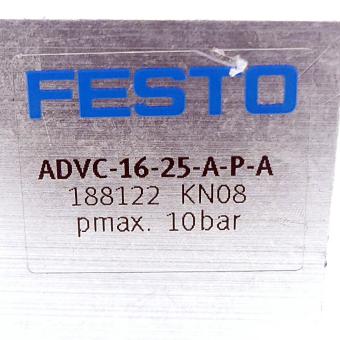 FESTO
ADVC-16-25-A-P-A
188122 KN08
pmax. 10bar